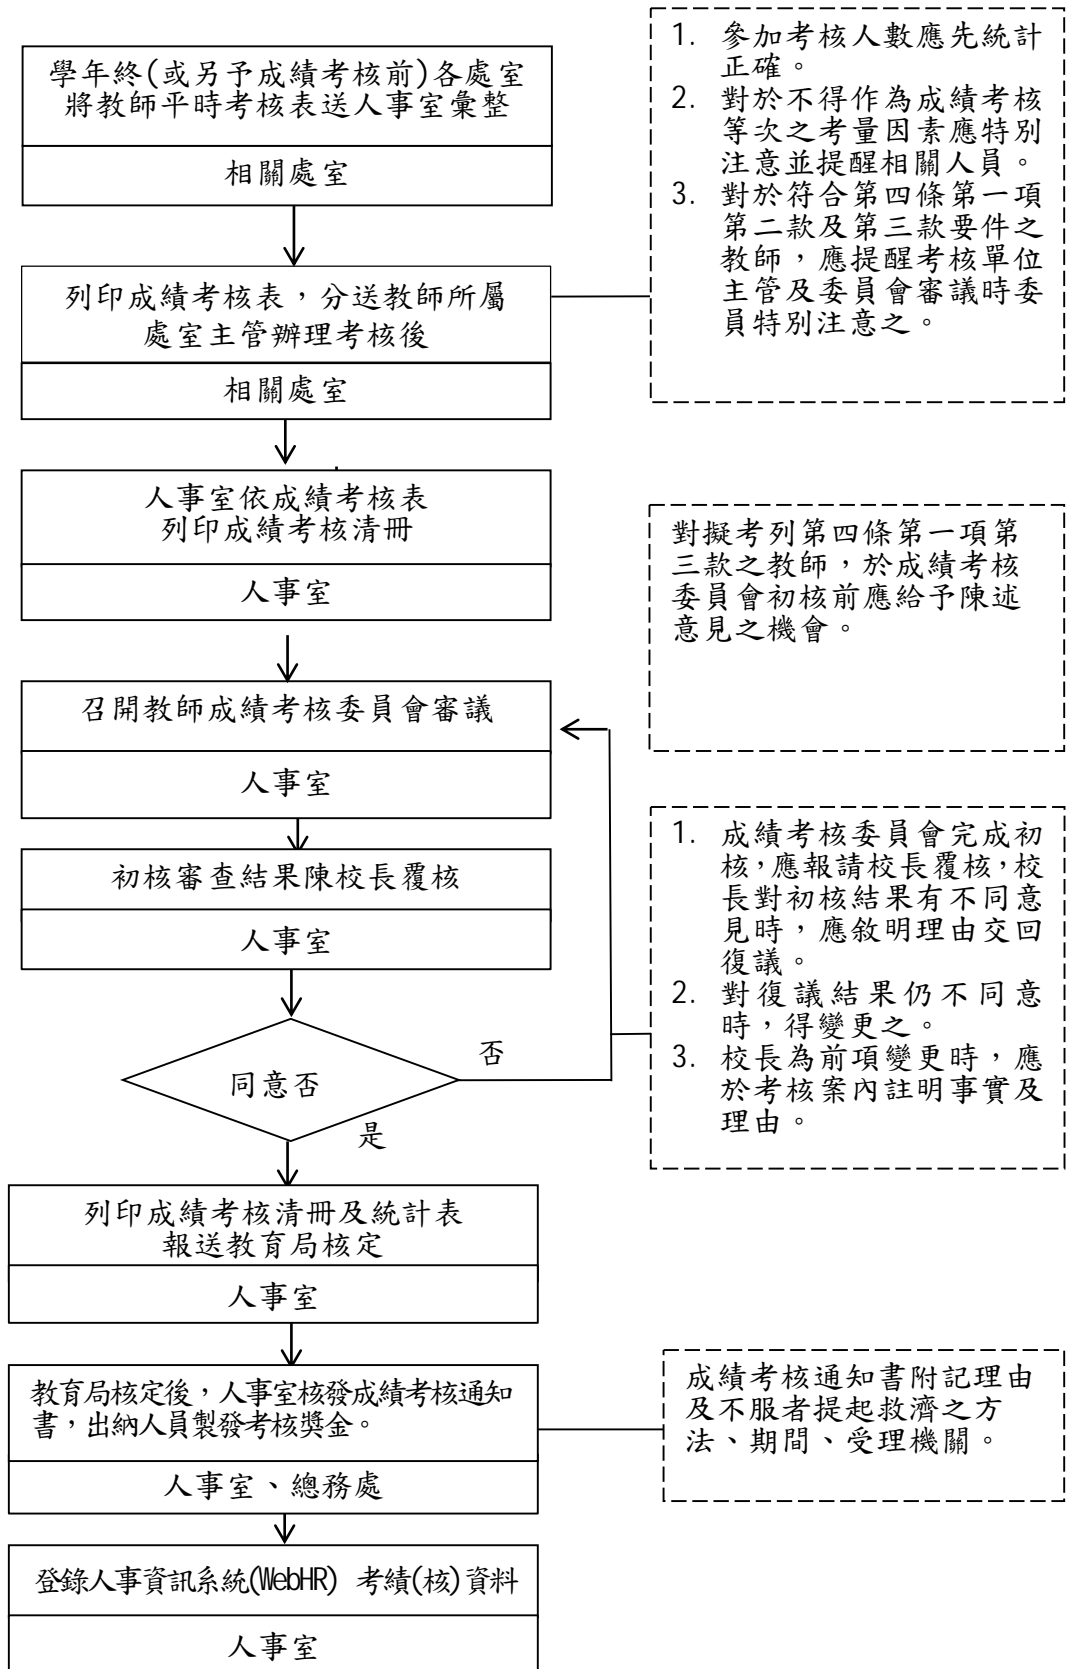 學年終(或另予成績考核前)各處室
將教師平時考核表送人事室彙整
相關處室
1. 參加考核人數應先統計
正確。
2. 對於不得作為成績考核
等次之考量因素應特別
注意並提醒相關人員。
3. 對於符合第四條第一項
第二款及第三款要件之
教師，應提醒考核單位
主管及委員會審議時委
員特別注意之。
列印成績考核表，分送教師所屬
處室主管辦理考核後
相關處室
人事室依成績考核表
列印成績考核清冊
人事室
對擬考列第四條第一項第
三款之教師，於成績考核
委員會初核前應給予陳述
意見之機會。
召開教師成績考核委員會審議
人事室
初核審查結果陳校長覆核
人事室
1. 成績考核委員會完成初
核，應報請校長覆核，校
長對初核結果有不同意
見時，應敘明理由交回
復議。
2. 對復議結果仍不同意
時，得變更之。
3. 校長為前項變更時，應
於考核案內註明事實及
理由。
同意否
否
是
列印成績考核清冊及統計表
報送教育局核定
人事室
教育局核定後，人事室核發成績考核通知
書，出納人員製發考核獎金。
人事室、總務處
成績考核通知書附記理由
及不服者提起救濟之方
法、期間、受理機關。
登錄人事資訊系統(WebHR) 考績(核)資料
人事室